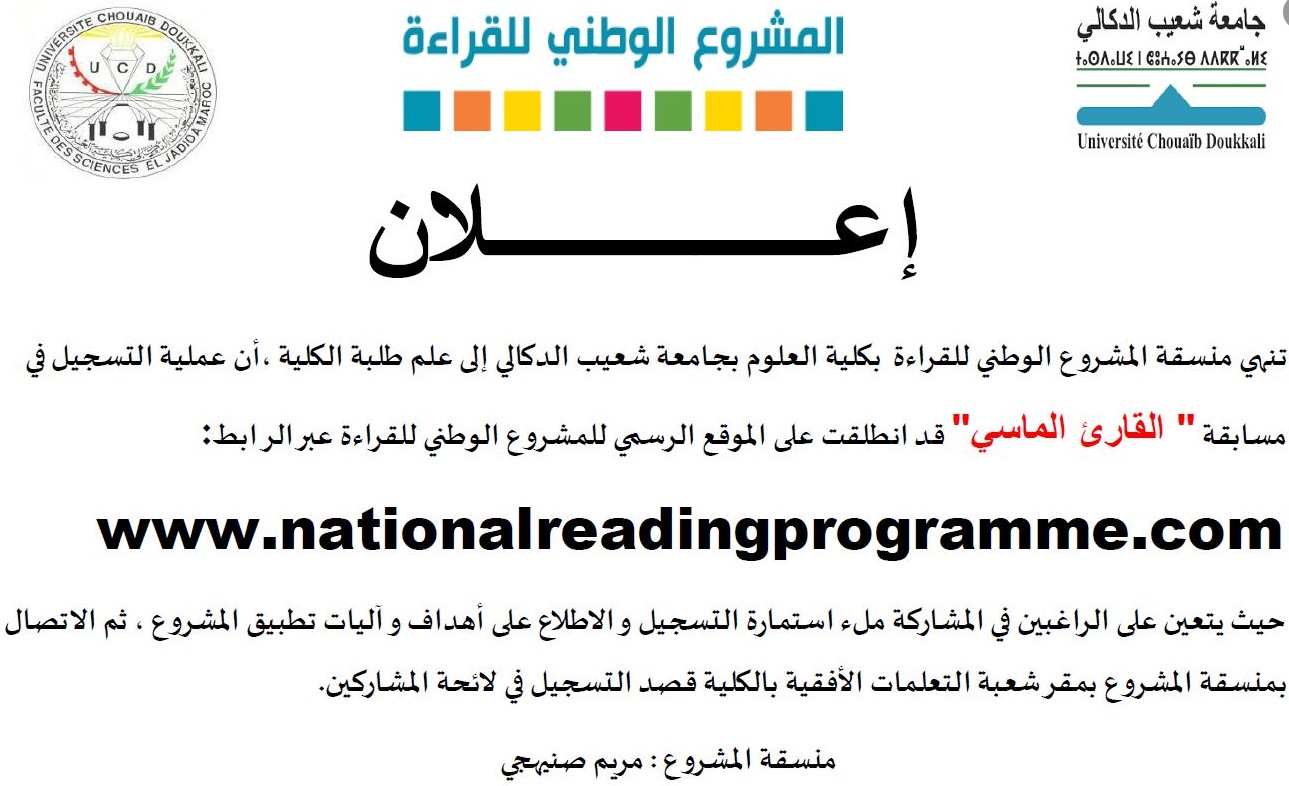 UNIVERSITE CHOUAIB DOUKKALI
U C D
FACULTE DES SCIENCES EL JADIDA MAROC
المشروع الوطني للقراءة
جامعة شعيب الدكالي
ⵜⴰⵙⴷⴰⵡⵉⵜ ⵏ ⵛⵓⵄⴰⵢⴱ ⴷⴷⴽⴽⴰⵍⵉ
Université Chouaïb Doukkali
إعـــــــــلان
تنهي منسقة المشروع الوطني للقراءة بكلية العلوم بجامعة شعيب الدكالي إلى علم طلبة الكلية ،أن عملية التسجيل في
مسابقة " القارئ الماسي" قد انطلقت على الموقع الرسمي للمشروع الوطني للقراءة عبر الرابط:
www.nationalreadingprogramme.com
حيث يتعين على الراغبين في المشاركة ملء استمارة التسجيل والاطلاع على أهداف وآليات تطبيق المشروع ، ثم الاتصال
بمنسقة المشروع بمقر شعبة التعلمات الأفقية بالكلية قصد التسجيل في لائحة المشاركين.
منسقة المشروع : مريم صنيهجي